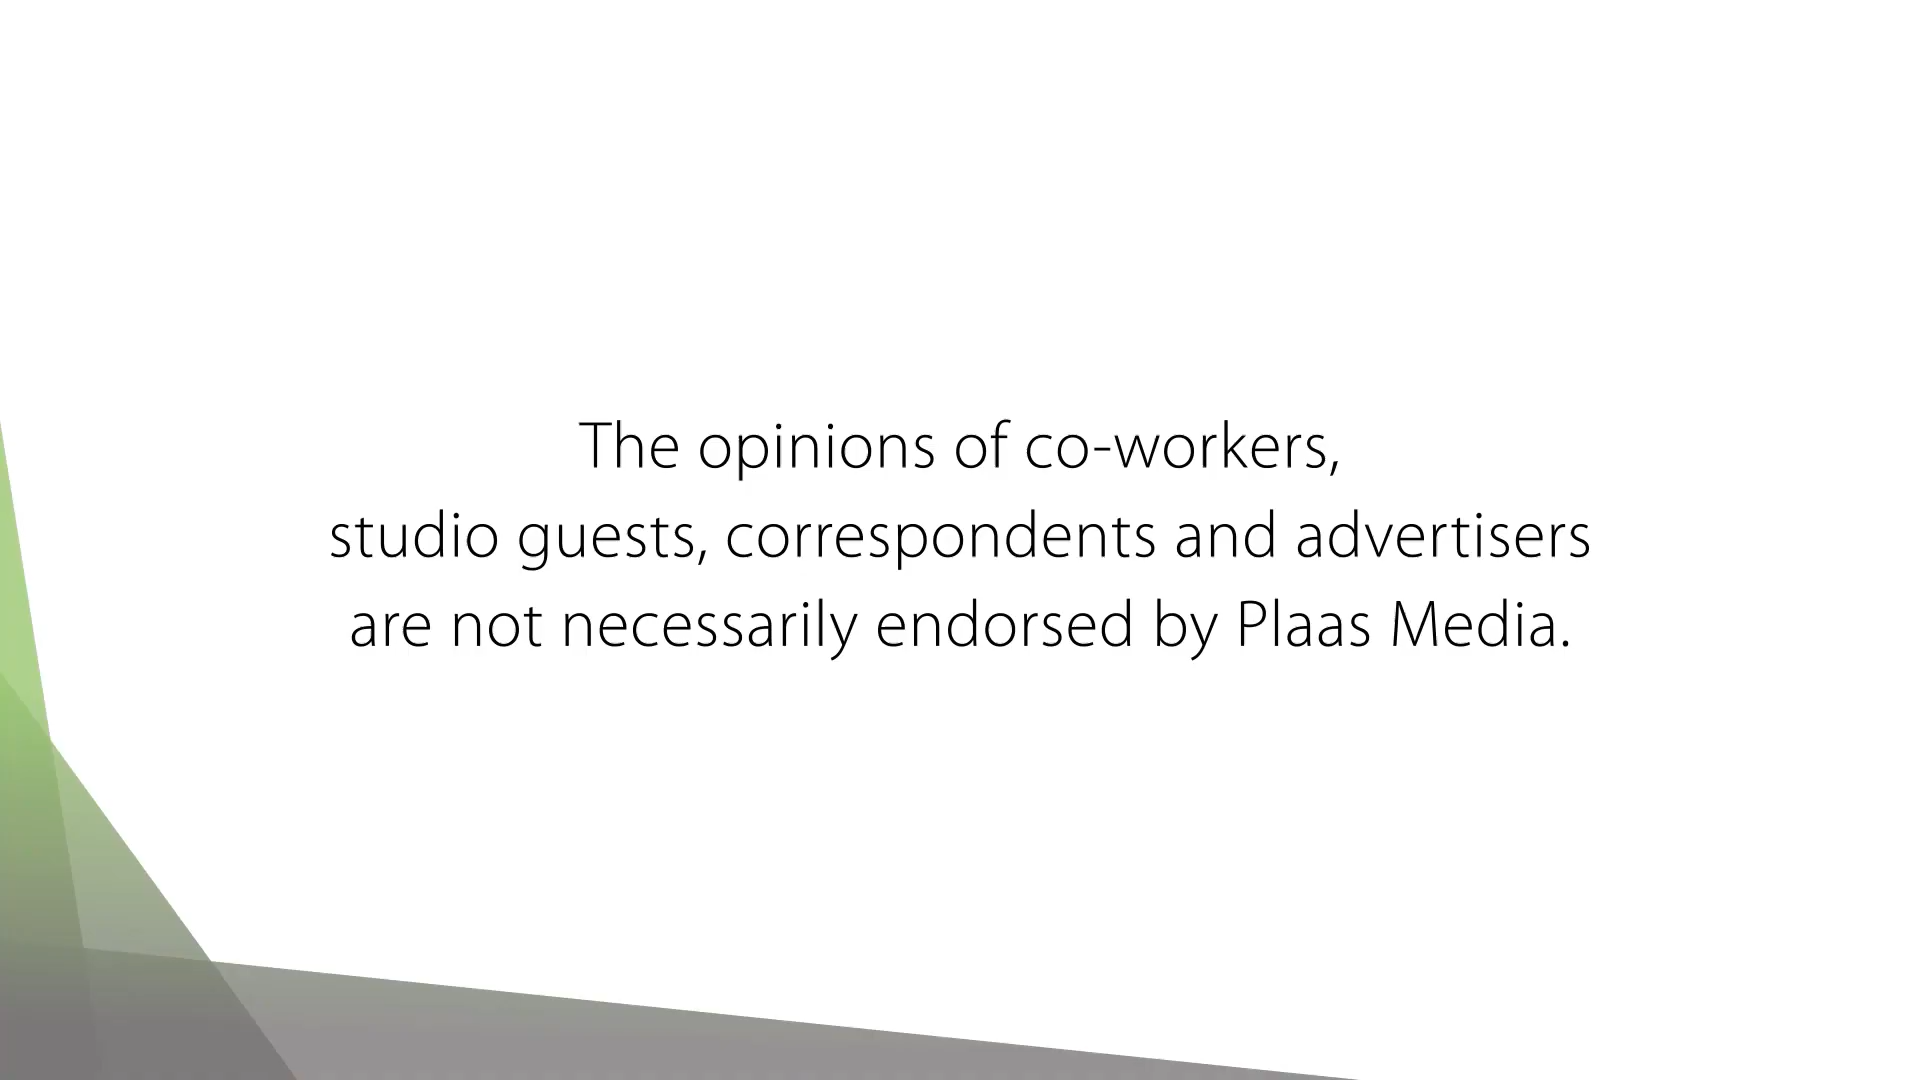 The opinions of co-workers,
studio guests, correspondents and advertisers
are not necessarily endorsed by Plaas Media.